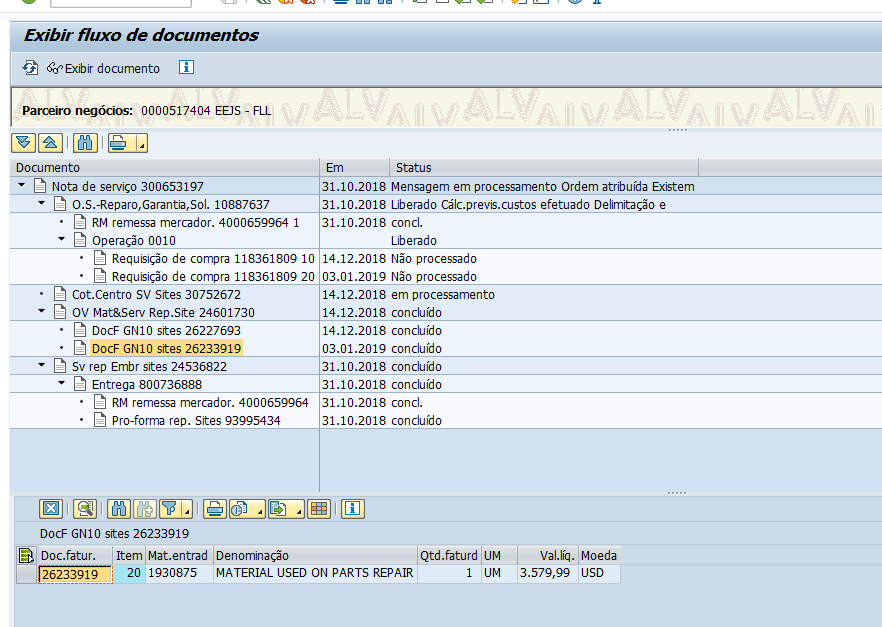 Exibir fluxo de documentos
Exibir documento
Parceiro negócios: 0000517404 EEJS - FLL
Documento Em Status
Nota de serviço 300653197 31.10.2018 Mensagem em processamento Ordem atribuída Existem
O.S.-Reparo,Garantia,Sol. 10887637 31.10.2018 Liberado Cálc.previs.custos efetuado Delimitação e
RM remessa mercador. 4000659964 1 31.10.2018 concl.
Operação 0010 Liberado
Requisição de compra 118361809 10 14.12.2018 Não processado
Requisição de compra 118361809 20 03.01.2019 Não processado
Cot.Centro SV Sites 30752672 14.12.2018 em processamento
OV Mat&Serv Rep.Site 24601730 14.12.2018 concluído
DocF GN10 sites 26227693 14.12.2018 concluído
DocF GN10 sites 26233919 03.01.2019 concluído
Sv rep Embr sites 24536822 31.10.2018 concluído
Entrega 800736888 31.10.2018 concluído
RM remessa mercador. 4000659964 31.10.2018 concl.
Pro-forma rep. Sites 93995434 31.10.2018 concluído
DocF GN10 sites 26233919
Doc.fatur. Item Mat.entrad Denominação Qtd.faturd UM Val.líq. Moeda
26233919 20 1930875 MATERIAL USED ON PARTS REPAIR 1 UM 3.579,99 USD